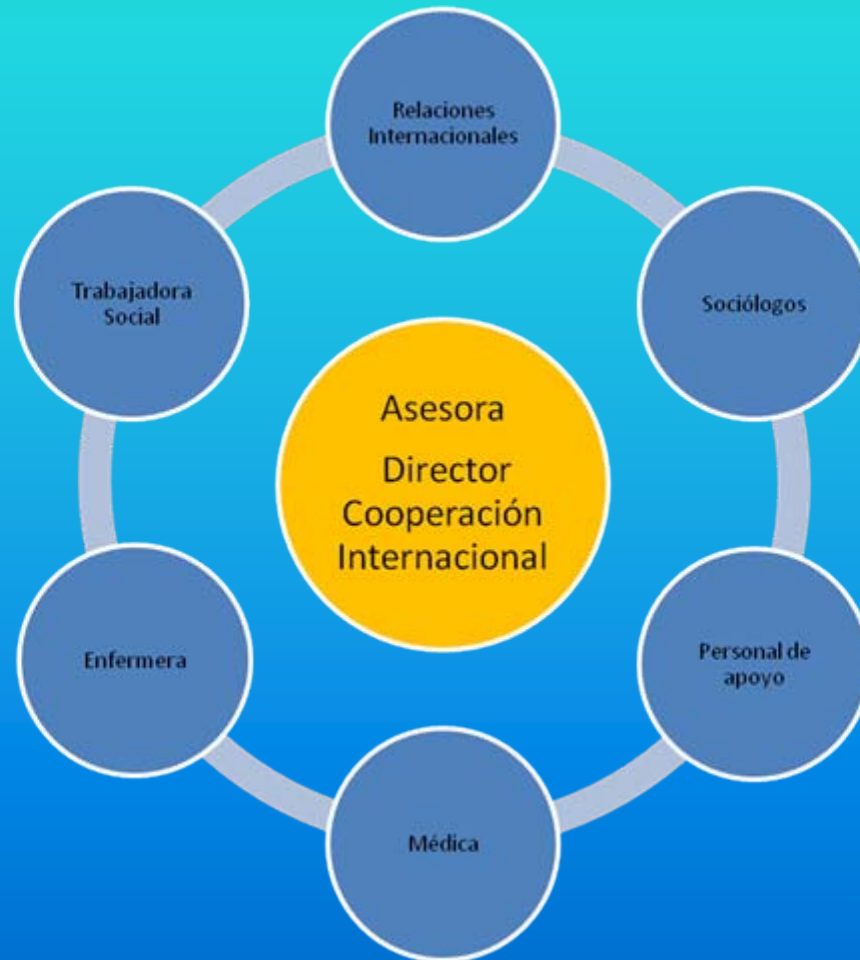 Relaciones
Internacionales
Trabajadora
Social
Sociólogos
Asesora
Director
Cooperación
Internacional
Enfermera
Personal de
apoyo
Médica